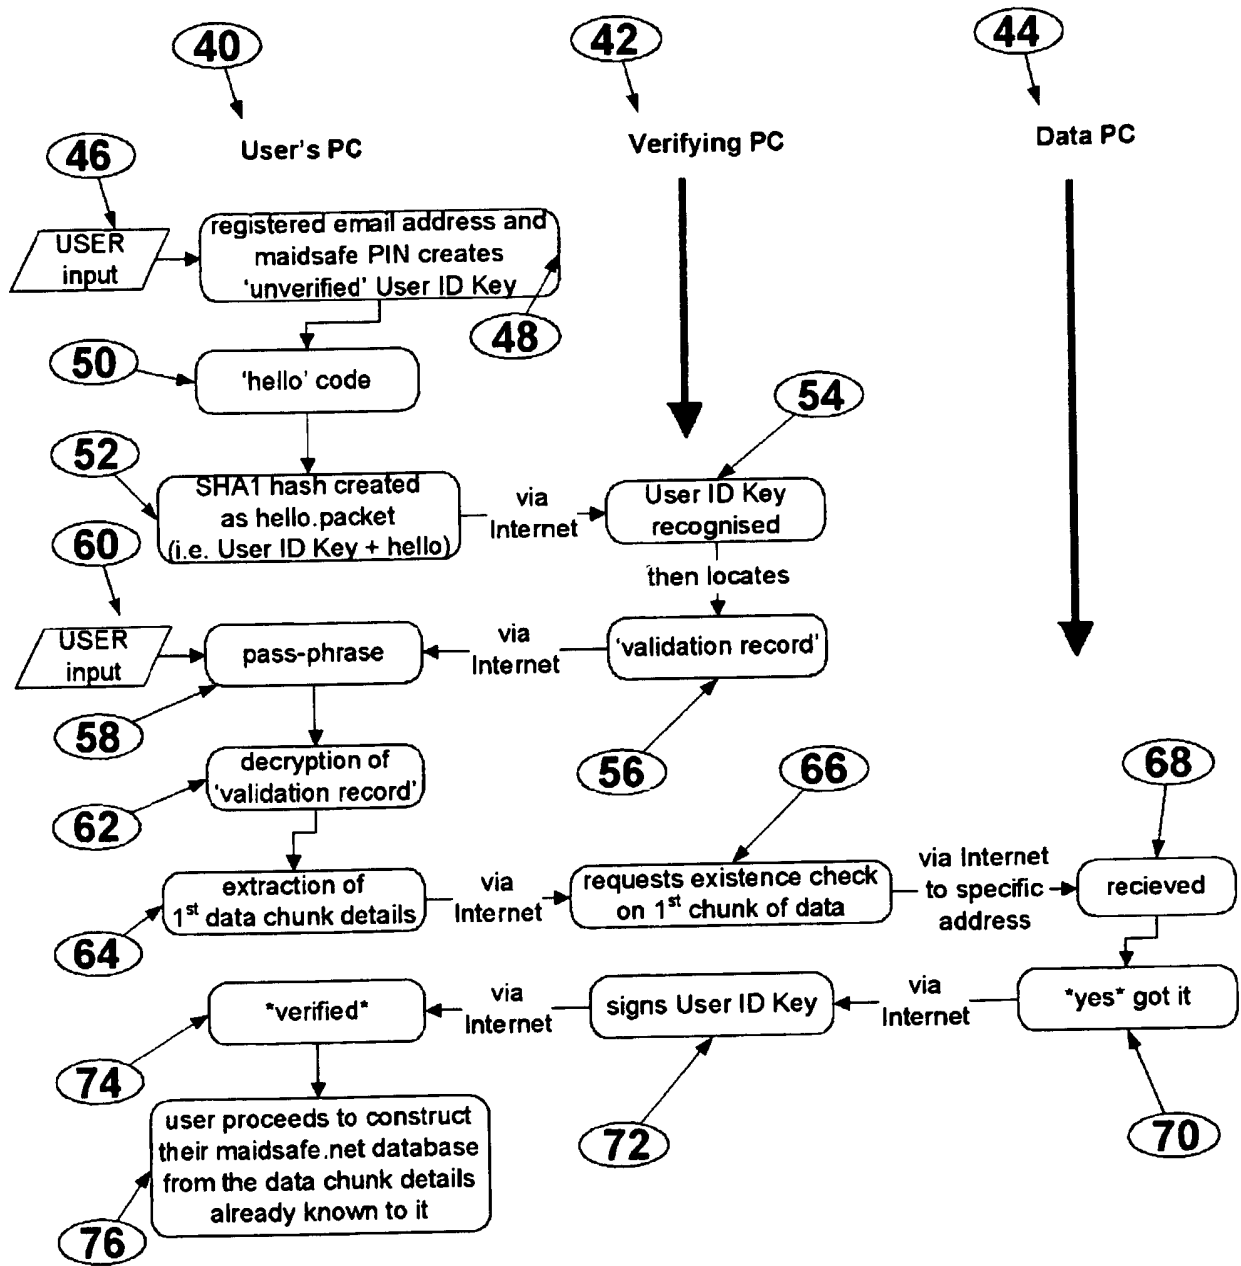 40
42
44
User's PC
Verifying PC
Data PC
46
USER
input
registered email address and
maidsafe PIN creates
'unverified' User ID Key
48
50
'hello' code
54
52
SHA1 hash created
as hello.packet
(i.e. User ID Key + hello)
via
Internet
User ID Key
recognised
then locates
60
USER
input
pass-phrase
via
Internet
'validation record'
58
56
66
68
decryption of
'validation record'
62
extraction of
1st data chunk details
via
Internet
requests existence check
on 1st chunk of data
via Internet
to specific
address
recieved
64
*verified*
via
Internet
signs User ID Key
via
Internet
*yes* got it
74
72
70
user proceeds to construct
their maidsafe.net database
from the data chunk details
already known to it
76